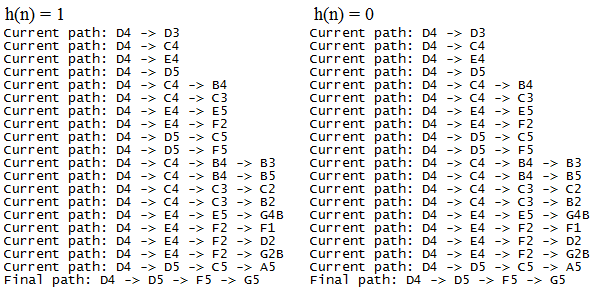 h(n) = 1
Current path: D4 -> D3
Current path: D4 -> C4
Current path: D4 -> E4
Current path: D4 -> D5
Current path: D4 -> C4 -> B4
Current path: D4 -> C4 -> C3
Current path: D4 -> E4 -> E5
Current path: D4 -> E4 -> F2
Current path: D4 -> D5 -> C5
Current path: D4 -> D5 -> F5
Current path: D4 -> C4 -> B4 -> B3
Current path: D4 -> C4 -> B4 -> B5
Current path: D4 -> C4 -> C3 -> C2
Current path: D4 -> C4 -> C3 -> B2
Current path: D4 -> E4 -> E5 -> G4B
Current path: D4 -> E4 -> F2 -> F1
Current path: D4 -> E4 -> F2 -> D2
Current path: D4 -> E4 -> F2 -> G2B
Current path: D4 -> D5 -> C5 -> A5
Final path: D4 -> D5 -> F5 -> G5
h(n) = 0
Current path: D4 -> D3
Current path: D4 -> C4
Current path: D4 -> E4
Current path: D4 -> D5
Current path: D4 -> C4 -> B4
Current path: D4 -> C4 -> C3
Current path: D4 -> E4 -> E5
Current path: D4 -> E4 -> F2
Current path: D4 -> D5 -> C5
Current path: D4 -> D5 -> F5
Current path: D4 -> C4 -> B4 -> B3
Current path: D4 -> C4 -> B4 -> B5
Current path: D4 -> C4 -> C3 -> C2
Current path: D4 -> C4 -> C3 -> B2
Current path: D4 -> E4 -> E5 -> G4B
Current path: D4 -> E4 -> F2 -> F1
Current path: D4 -> E4 -> F2 -> D2
Current path: D4 -> E4 -> F2 -> G2B
Current path: D4 -> D5 -> C5 -> A5
Final path: D4 -> D5 -> F5 -> G5